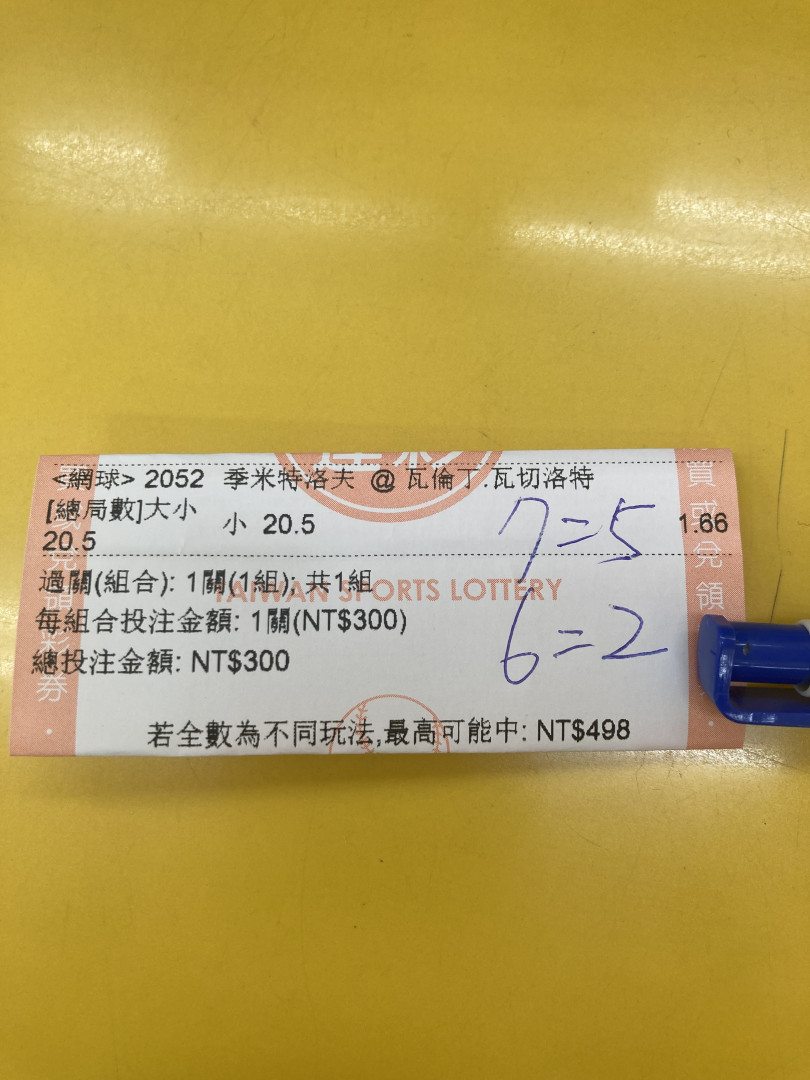 <網球> 2052 季米特洛夫 @ 瓦倫丁.瓦切洛特
[總局數]大小 20.5 小 20.5 1.66
7=5
過關(組合): 1關(1組); 共1組
TAIWAN SPORTS LOTTERY
每組合投注金額: 1關(NT$300)
6=2
總投注金額: NT$300
若全數為不同玩法,最高可能中: NT$498
買或兌領